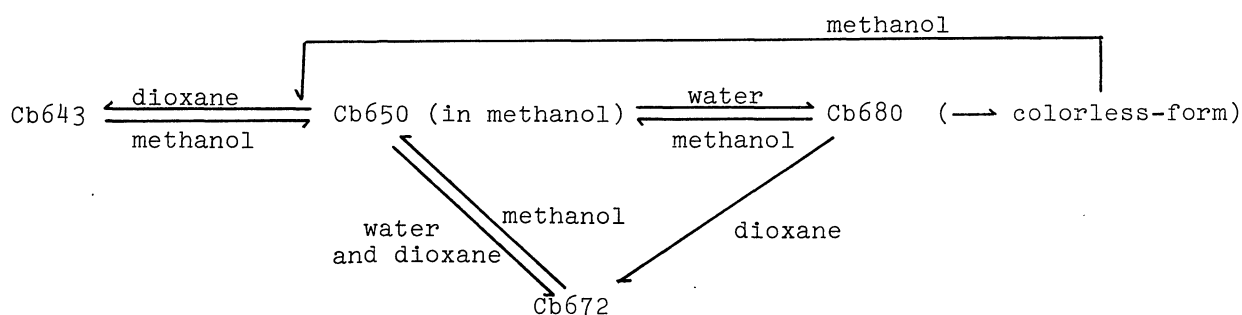 methanol
dioxane water
Cb643 Cb650 (in methanol) Cb680 (→ colorless-form)
methanol methanol
methanol
water dioxane
and dioxane
Cb672